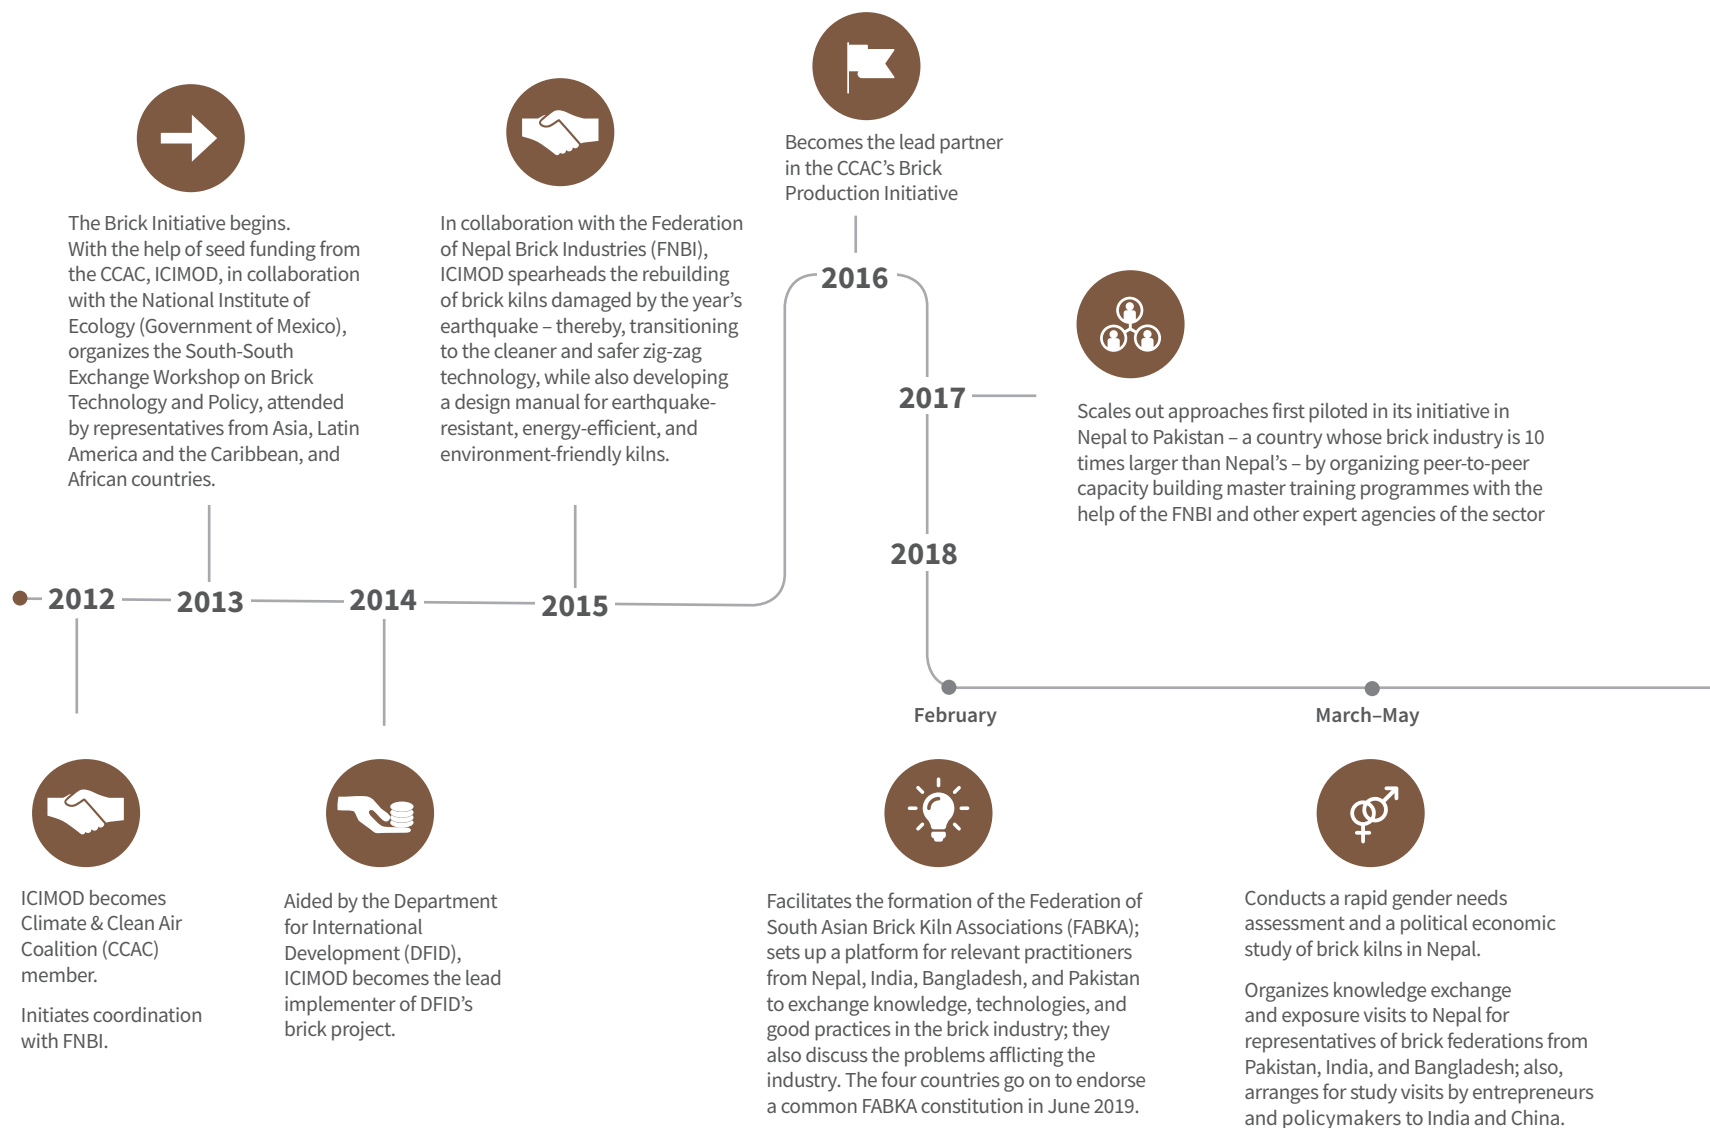 2012
ICIMOD becomes
Climate & Clean Air
Coalition (CCAC)
member.
Initiates coordination
with FNBI.
The Brick Initiative begins.
With the help of seed funding from
the CCAC, ICIMOD, in collaboration
with the National Institute of
Ecology (Government of Mexico),
organizes the South-South
Exchange Workshop on Brick
Technology and Policy, attended
by representatives from Asia, Latin
America and the Caribbean, and
African countries.
2013
2014
Aided by the Department
for International
Development (DFID),
ICIMOD becomes the lead
implementer of DFID’s
brick project.
In collaboration with the Federation
of Nepal Brick Industries (FNBI),
ICIMOD spearheads the rebuilding
of brick kilns damaged by the year’s
earthquake – thereby, transitioning
to the cleaner and safer zig-zag
technology, while also developing
a design manual for earthquake-
resistant, energy-efficient, and
environment-friendly kilns.
2015
Becomes the lead partner
in the CCAC’s Brick
Production Initiative
2016
2017
Scales out approaches first piloted in its initiative in
Nepal to Pakistan – a country whose brick industry is 10
times larger than Nepal’s – by organizing peer-to-peer
capacity building master training programmes with the
help of the FNBI and other expert agencies of the sector
2018
February
Facilitates the formation of the Federation of
South Asian Brick Kiln Associations (FABKA);
sets up a platform for relevant practitioners
from Nepal, India, Bangladesh, and Pakistan
to exchange knowledge, technologies, and
good practices in the brick industry; they
also discuss the problems afflicting the
industry. The four countries go on to endorse
a common FABKA constitution in June 2019.
March–May
Conducts a rapid gender needs
assessment and a political economic
study of brick kilns in Nepal.
Organizes knowledge exchange
and exposure visits to Nepal for
representatives of brick federations from
Pakistan, India, and Bangladesh; also,
arranges for study visits by entrepreneurs
and policymakers to India and China.